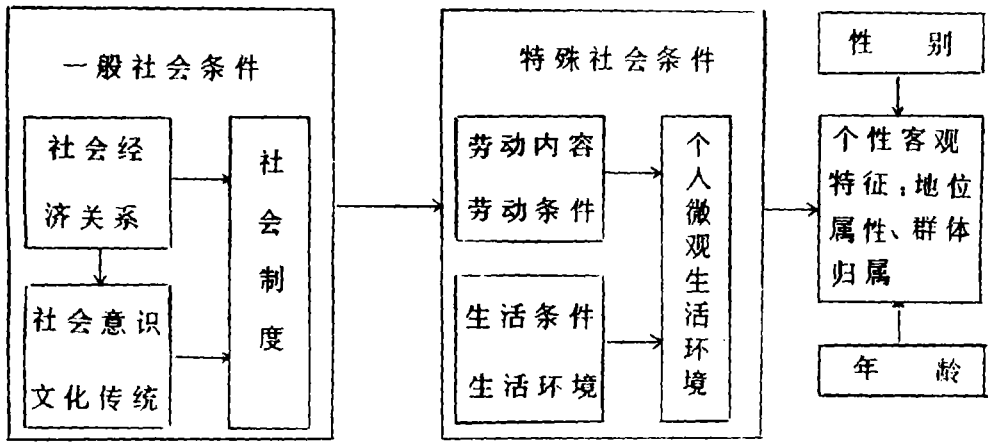 一般社会条件
社会经
济关系
社会意识
文化传统
社会制度
特殊社会条件
劳动内容
劳动条件
生活条件
生活环境
个人微观生活环境
性别
个性客观
特征：地位
属性、群体
归属
年龄